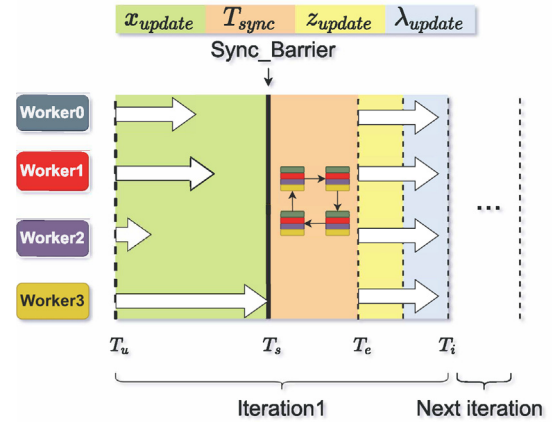 x_update T_sync z_update λ_update
Sync_Barrier
Worker0
Worker1
Worker2
Worker3
...
T_u T_s T_e T_i
Iteration1 Next iteration